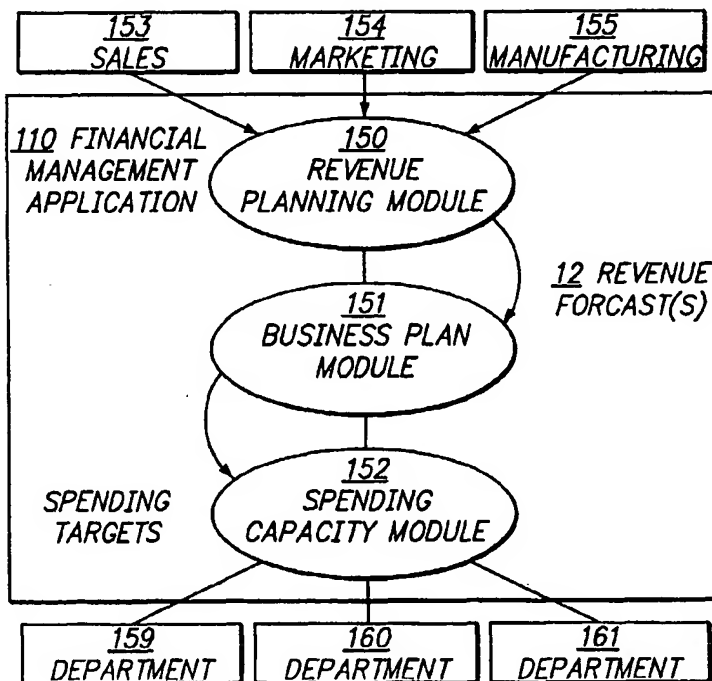 153
SALES
154
MARKETING
155
MANUFACTURING
110 FINANCIAL
MANAGEMENT
APPLICATION
150
REVENUE
PLANNING MODULE
12 REVENUE
FORCAST(S)
151
BUSINESS PLAN
MODULE
152
SPENDING
CAPACITY MODULE
SPENDING
TARGETS
159
DEPARTMENT
160
DEPARTMENT
161
DEPARTMENT